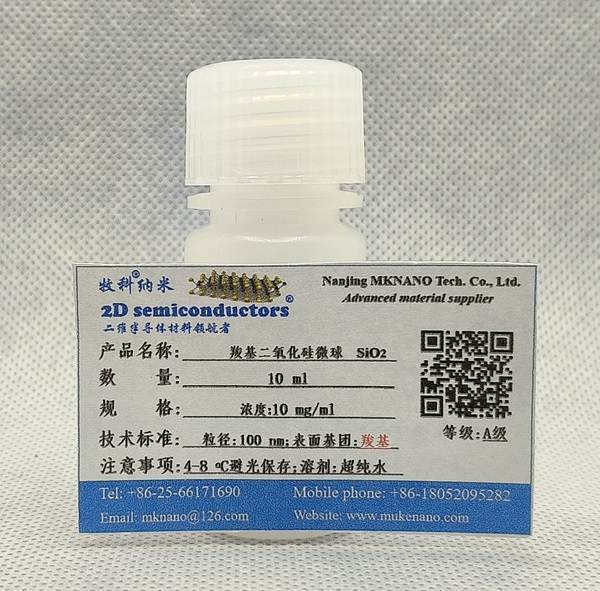 牧科®纳米
Nanjing MKNANO Tech. Co., Ltd.
Advanced material supplier
2D semiconductors®
二维半导体材料领航者
产品名称: 羧基二氧化硅微球 SiO2
数 量: 10 ml
规 格: 浓度:10 mg/ml
技术标准: 粒径:100 nm;表面基团:羧基
等级:A级
注意事项:4-8 ℃避光保存;溶剂:超纯水
Tel: +86-25-66171690
Mobile phone: +86-18052095282
Email: mknano@126.com
Website: www.mukenano.com